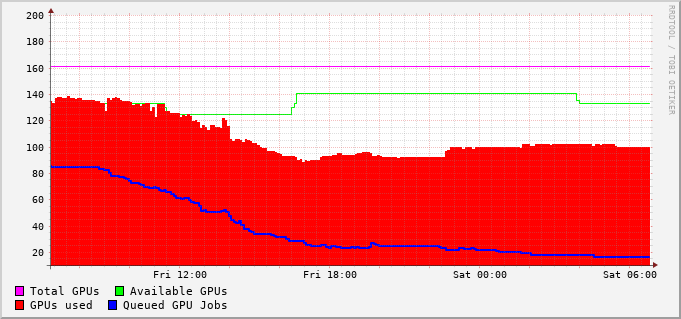 200
180
160
140
120
100
80
60
40
20
Fri 12:00 Fri 18:00 Sat 00:00 Sat 06:00
Total GPUs Available GPUs
GPUs used Queued GPU Jobs
RRDTOOL / TOBI OETIKER